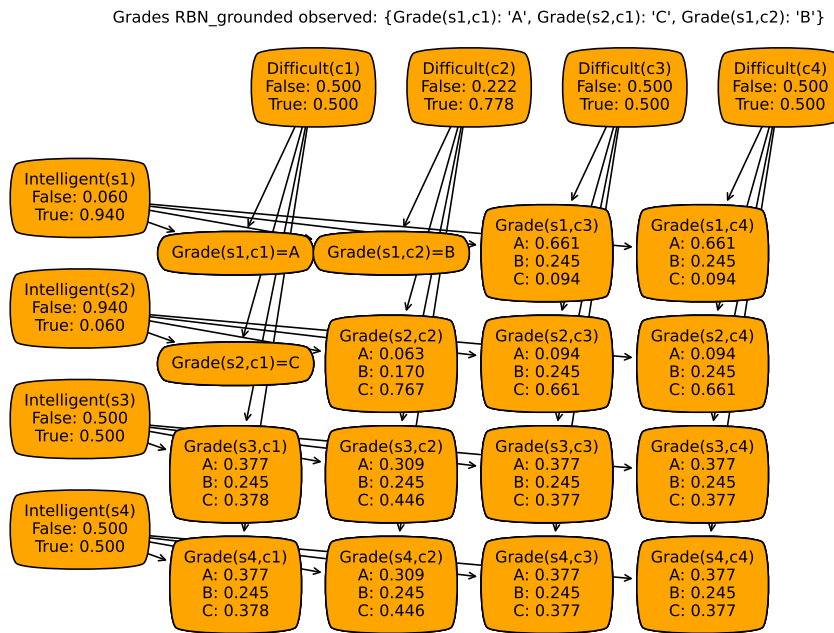 Grades RBN_grounded observed: {Grade(s1,c1): 'A', Grade(s2,c1): 'C', Grade(s1,c2): 'B'}
Difficult(c1)
False: 0.500
True: 0.500
Difficult(c2)
False: 0.222
True: 0.778
Difficult(c3)
False: 0.500
True: 0.500
Difficult(c4)
False: 0.500
True: 0.500
Intelligent(s1)
False: 0.060
True: 0.940
Grade(s1,c1)=A
Grade(s1,c2)=B
Grade(s1,c3)
A: 0.661
B: 0.245
C: 0.094
Grade(s1,c4)
A: 0.661
B: 0.245
C: 0.094
Intelligent(s2)
False: 0.940
True: 0.060
Grade(s2,c1)=C
Grade(s2,c2)
A: 0.063
B: 0.170
C: 0.767
Grade(s2,c3)
A: 0.094
B: 0.245
C: 0.661
Grade(s2,c4)
A: 0.094
B: 0.245
C: 0.661
Intelligent(s3)
False: 0.500
True: 0.500
Grade(s3,c1)
A: 0.377
B: 0.245
C: 0.378
Grade(s3,c2)
A: 0.309
B: 0.245
C: 0.446
Grade(s3,c3)
A: 0.377
B: 0.245
C: 0.377
Grade(s3,c4)
A: 0.377
B: 0.245
C: 0.377
Intelligent(s4)
False: 0.500
True: 0.500
Grade(s4,c1)
A: 0.377
B: 0.245
C: 0.378
Grade(s4,c2)
A: 0.309
B: 0.245
C: 0.446
Grade(s4,c3)
A: 0.377
B: 0.245
C: 0.377
Grade(s4,c4)
A: 0.377
B: 0.245
C: 0.377